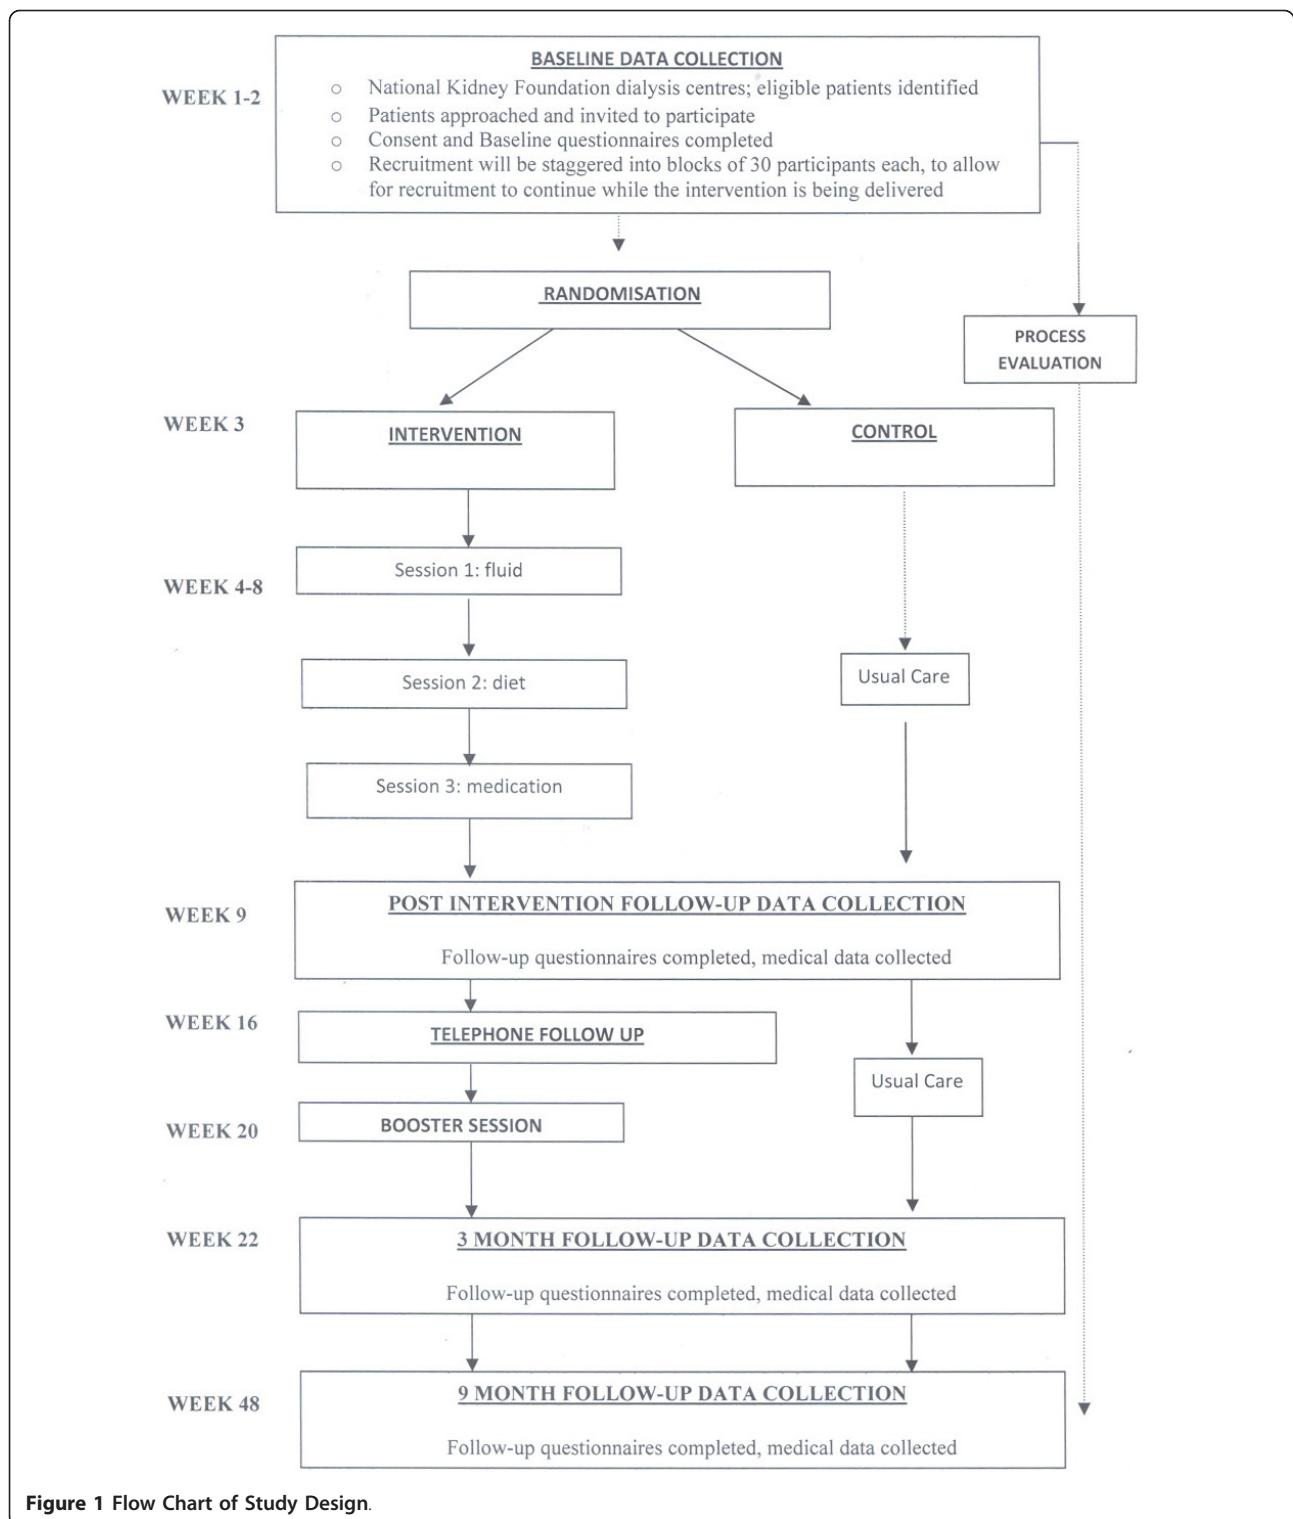 BASELINE DATA COLLECTION
WEEK 1-2
○ National Kidney Foundation dialysis centres; eligible patients identified
○ Patients approached and invited to participate
○ Consent and Baseline questionnaires completed
○ Recruitment will be staggered into blocks of 30 participants each, to allow
for recruitment to continue while the intervention is being delivered
RANDOMISATION
PROCESS
EVALUATION
WEEK 3
INTERVENTION
CONTROL
WEEK 4-8
Session 1: fluid
Session 2: diet
Usual Care
Session 3: medication
WEEK 9
POST INTERVENTION FOLLOW-UP DATA COLLECTION
Follow-up questionnaires completed, medical data collected
WEEK 16
TELEPHONE FOLLOW UP
Usual Care
WEEK 20
BOOSTER SESSION
WEEK 22
3 MONTH FOLLOW-UP DATA COLLECTION
Follow-up questionnaires completed, medical data collected
WEEK 48
9 MONTH FOLLOW-UP DATA COLLECTION
Follow-up questionnaires completed, medical data collected
Figure 1 Flow Chart of Study Design.